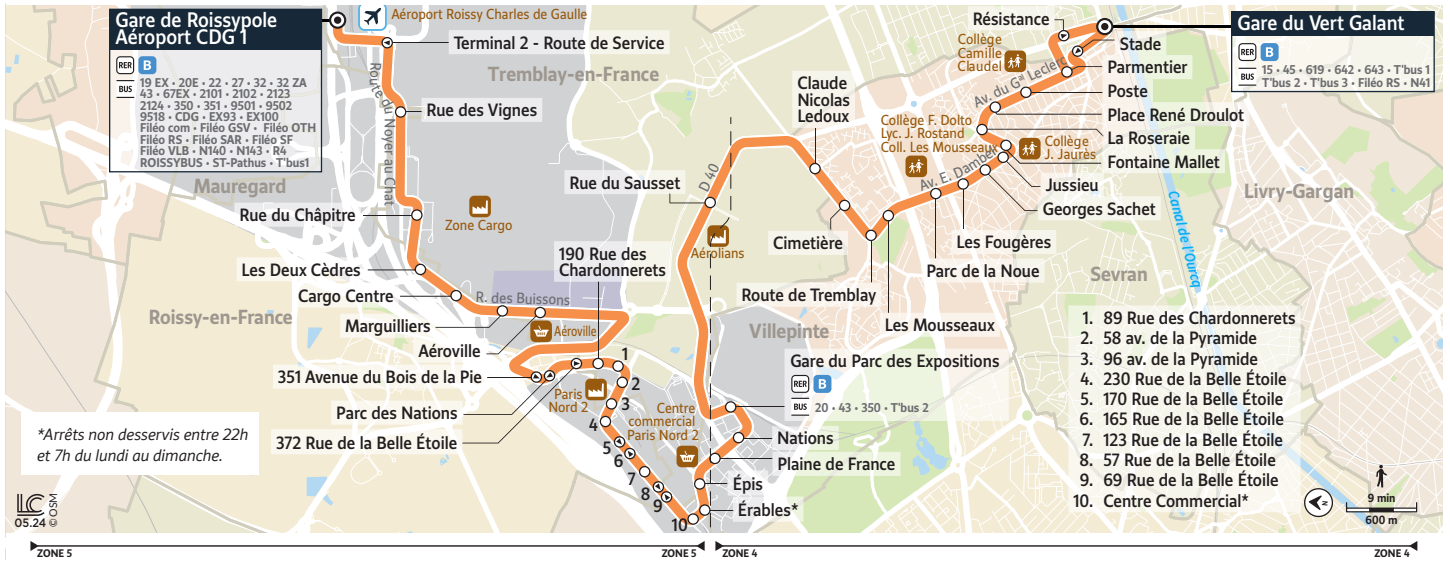 Gare de Roissypole
Aéroport CDG 1
RER B
BUS
19 EX • 20E • 22 • 27 • 32 • 32 ZA
43 • 67EX • 2101 • 2102 • 2123
2124 • 350 • 351 • 9501 • 9502
9518 • CDG • EX93 • EX100
Filéo com • Filéo GSV • Filéo OTH
Filéo RS • Filéo SAR • Filéo SF
Filéo VLB • N140 • N143 • R4
ROISSYBUS • ST-Pathus • T'bus1
Aéroport Roissy Charles de Gaulle
Terminal 2 - Route de Service
Tremblay-en-France
Route du Noyer au Chat
Rue des Vignes
Mauregard
Rue du Châpitre
Zone Cargo
Les Deux Cèdres
Cargo Centre
R. des Buissons
Roissy-en-France
Marguilliers
Aéroville
Aéroville
351 Avenue du Bois de la Pie
Parc des Nations
372 Rue de la Belle Étoile
190 Rue des
Chardonnerets
Paris
Nord 2
1
2
3
4
5
6
7
8
9
10
Centre
commercial
Paris Nord 2
Rue du Sausset
D 40
Aérolians
Villepinte
Gare du Parc des Expositions
RER B
BUS 20 • 43 • 350 • T'bus 2
Nations
Plaine de France
Épis
Érables*
Claude
Nicolas
Ledoux
Cimetière
Route de Tremblay
Les Mousseaux
Parc de la Noue
Les Fougères
Georges Sachet
Jussieu
Fontaine Mallet
La Roseraie
Place René Droulot
Poste
Parmentier
Stade
Résistance
Collège
Camille
Claudel
Av. du Gal Leclerc
Collège F. Dolto
Lyc. J. Rostand
Coll. Les Mousseaux
Av. E. Dambel
Collège
J. Jaurès
Gare du Vert Galant
RER B
BUS
15 • 45 • 619 • 642 • 643 • T'bus 1
T'bus 2 • T'bus 3 • Filéo RS • N41
Canal de l'Ourcq
Livry-Gargan
Sevran
1. 89 Rue des Chardonnerets
2. 58 av. de la Pyramide
3. 96 av. de la Pyramide
4. 230 Rue de la Belle Étoile
5. 170 Rue de la Belle Étoile
6. 165 Rue de la Belle Étoile
7. 123 Rue de la Belle Étoile
8. 57 Rue de la Belle Étoile
9. 69 Rue de la Belle Étoile
10. Centre Commercial*
*Arrêts non desservis entre 22h
et 7h du lundi au dimanche.
LC
05.24 © OSM
N
9 min
600 m
ZONE 5
ZONE 5
ZONE 4
ZONE 4